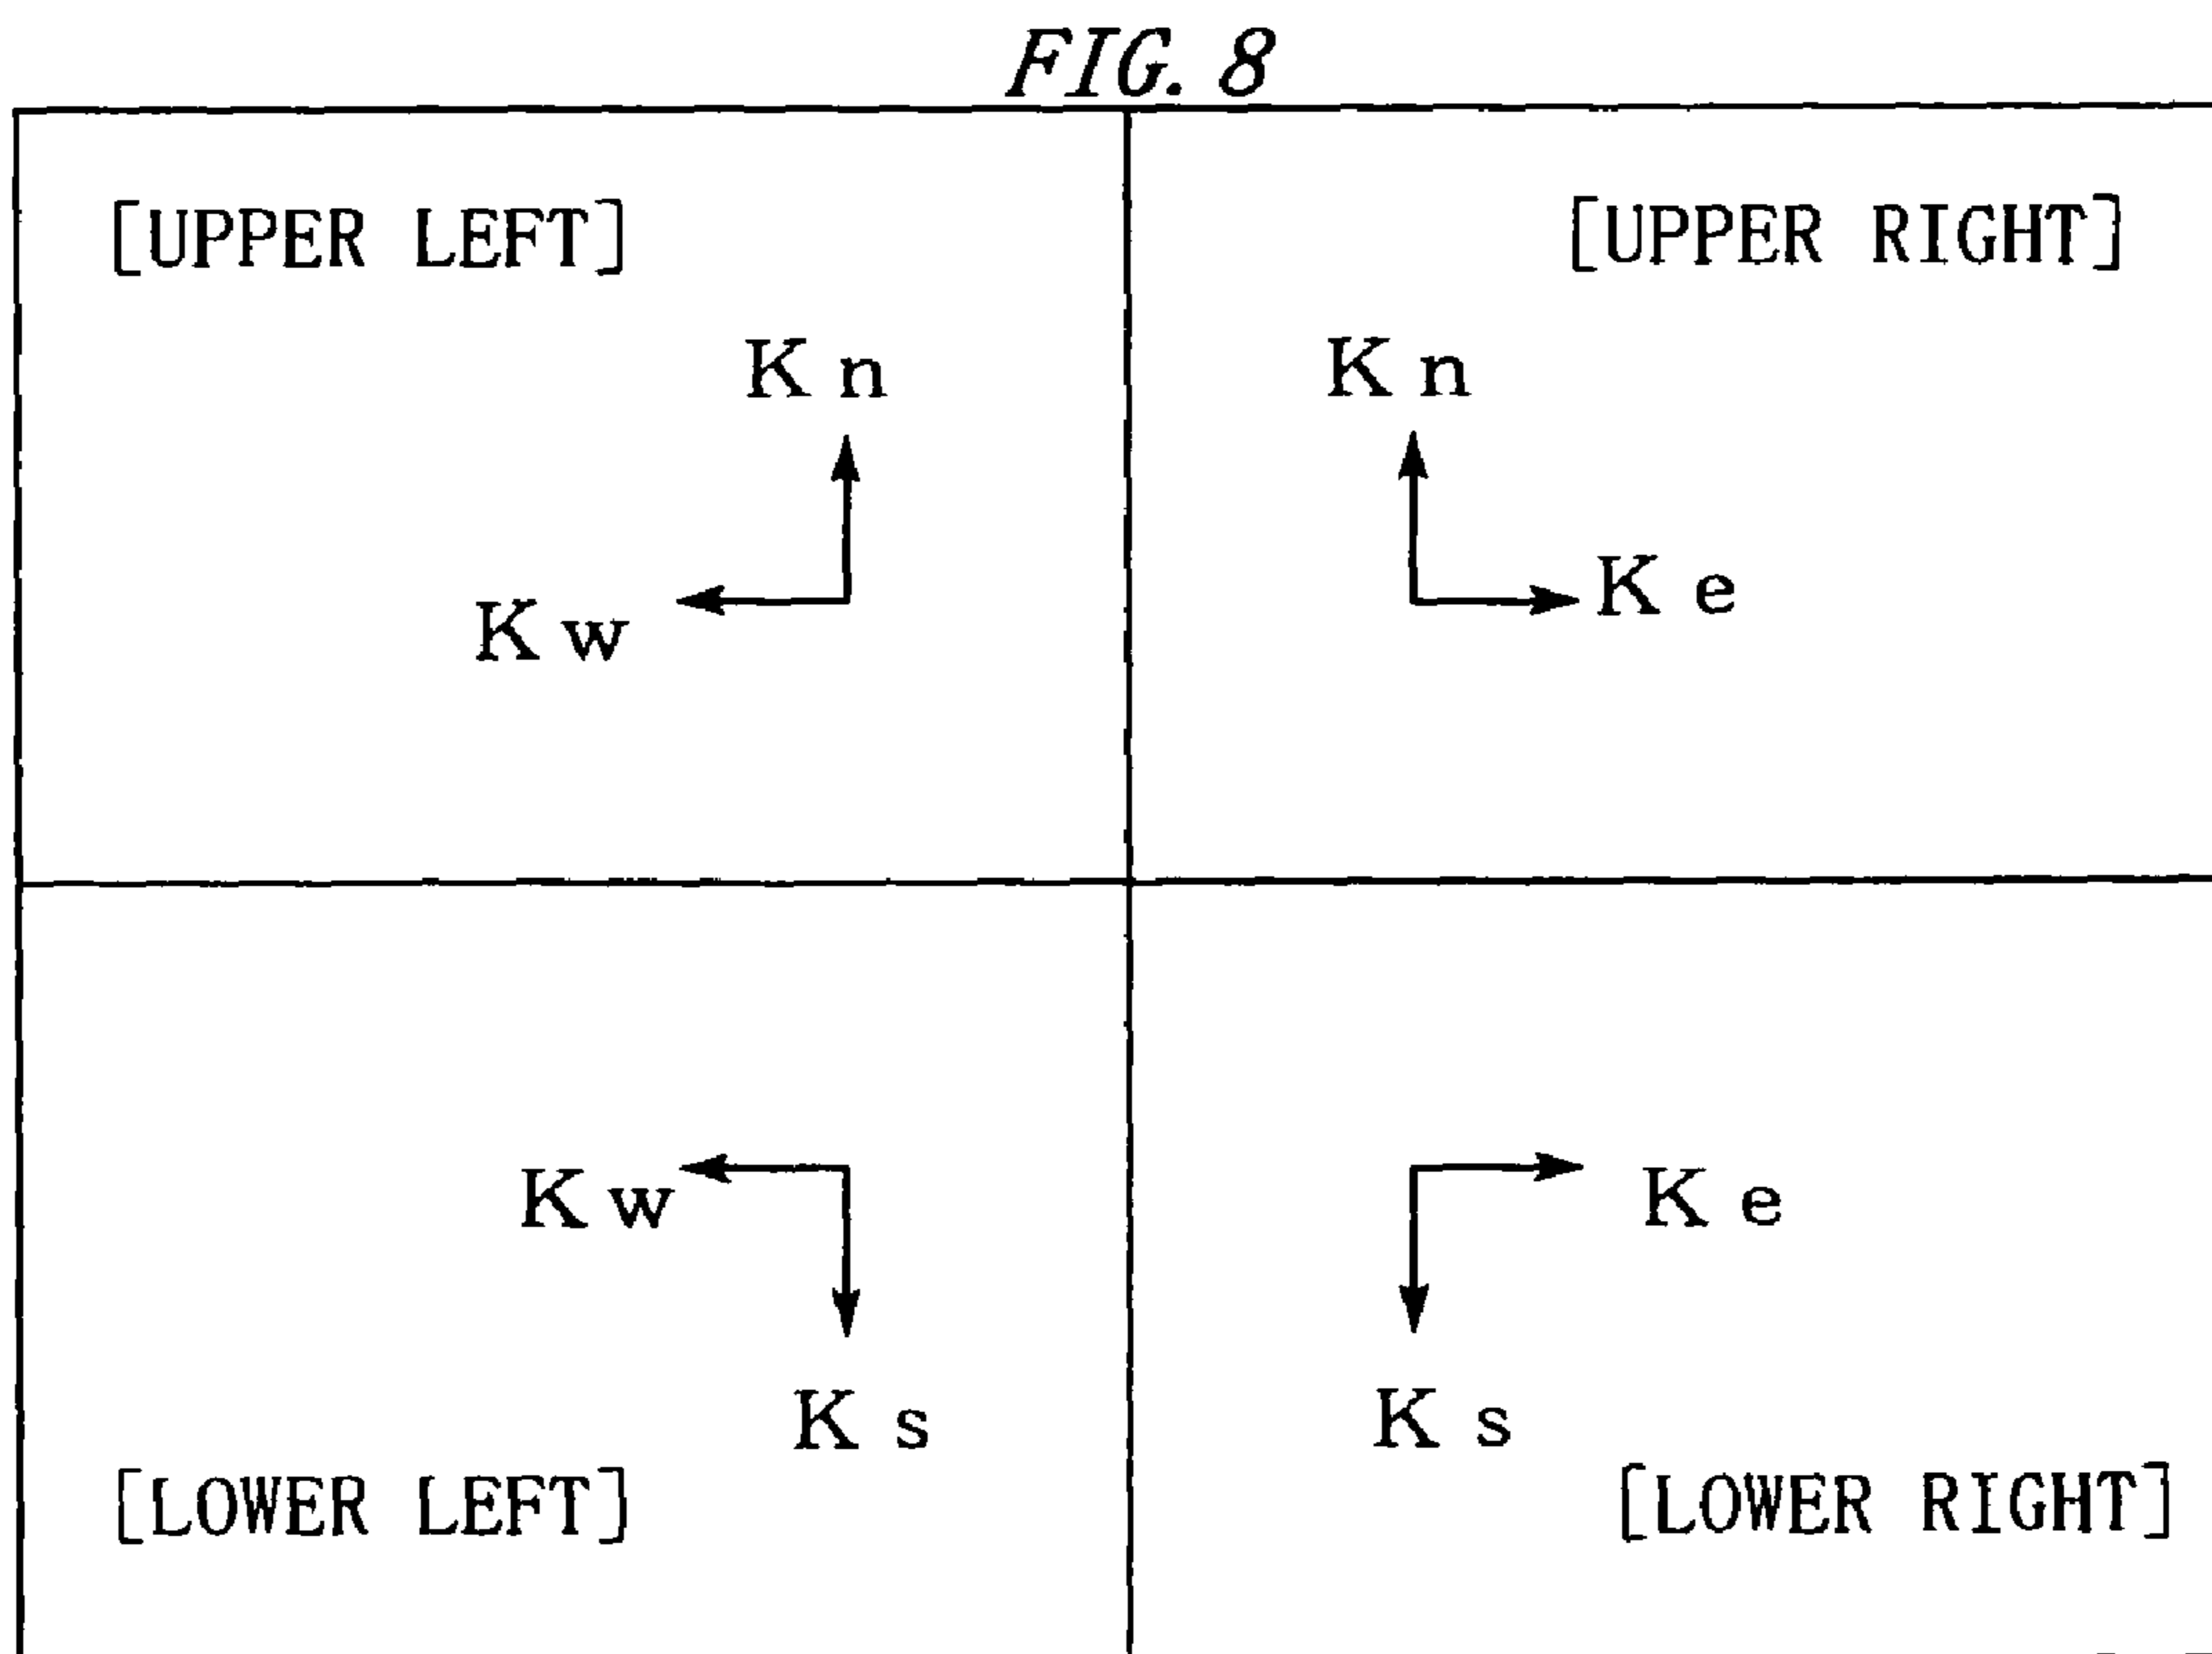 FIG. 8
[UPPER LEFT] [UPPER RIGHT]
Kn Kn
Kw Ke
Kw Ke
Ks Ks
[LOWER LEFT] [LOWER RIGHT]